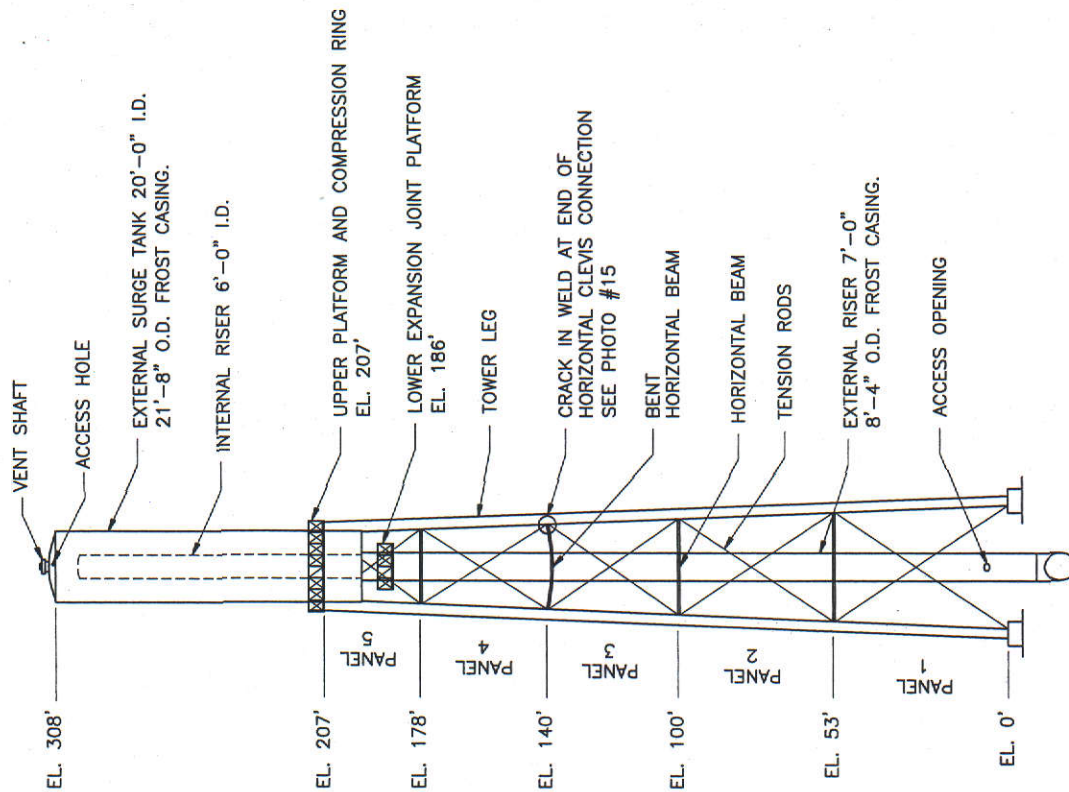 VENT SHAFT
ACCESS HOLE
EXTERNAL SURGE TANK 20'-0" I.D.
21'-8" O.D. FROST CASING.
INTERNAL RISER 6'-0" I.D.
UPPER PLATFORM AND COMPRESSION RING
EL. 207'
LOWER EXPANSION JOINT PLATFORM
EL. 186'
TOWER LEG
CRACK IN WELD AT END OF
HORIZONTAL CLEVIS CONNECTION
SEE PHOTO #15
BENT
HORIZONTAL BEAM
HORIZONTAL BEAM
TENSION RODS
EXTERNAL RISER 7'-0"
8'-4" O.D. FROST CASING.
ACCESS OPENING
PANEL
5
PANEL
4
PANEL
3
PANEL
2
PANEL
1
EL. 308'
EL. 207'
EL. 178'
EL. 140'
EL. 100'
EL. 53'
EL. 0'